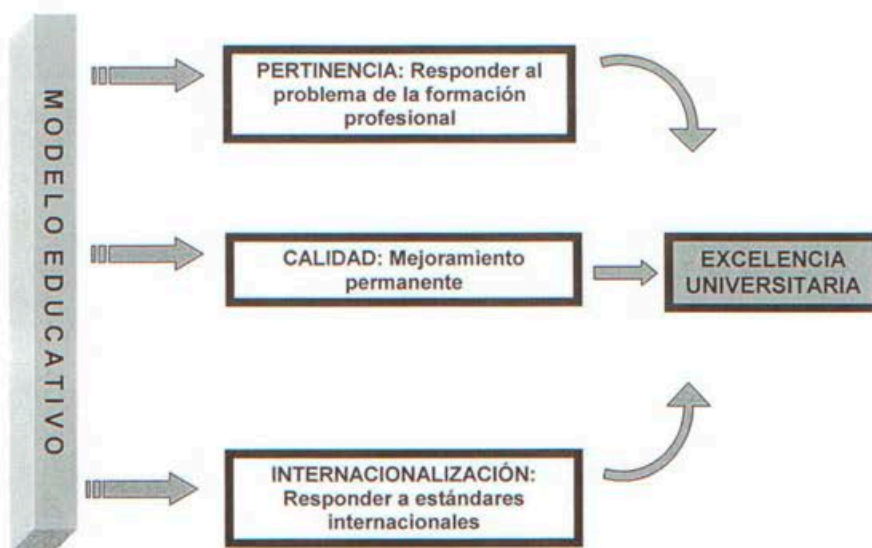 MODELO EDUCATIVO
PERTINENCIA: Responder al
problema de la formación
profesional
CALIDAD: Mejoramiento
permanente
EXCELENCIA
UNIVERSITARIA
INTERNACIONALIZACIÓN:
Responder a estándares
internacionales